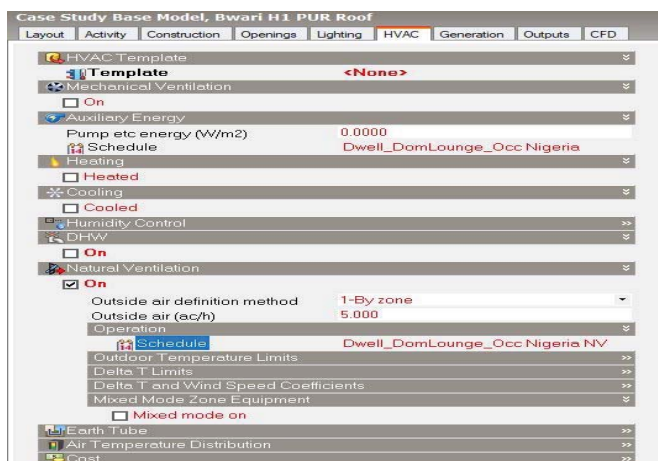 Case Study Base Model, Bwari H1 PUR Roof
Layout Activity Construction Openings Lighting HVAC Generation Outputs CFD
HVAC Template
Template <None>
Mechanical Ventilation
On
Auxiliary Energy
Pump etc energy (W/m2) 0.0000
Schedule Dwell_DomLounge_Occ Nigeria
Heating
Heated
Cooling
Cooled
Humidity Control
DHW
On
Natural Ventilation
On
Outside air definition method 1-By zone
Outside air (ac/h) 5.000
Operation
Schedule Dwell_DomLounge_Occ Nigeria NV
Outdoor Temperature Limits
Delta T Limits
Delta T and Wind Speed Coefficients
Mixed Mode Zone Equipment
Mixed mode on
Earth Tube
Air Temperature Distribution
Cost